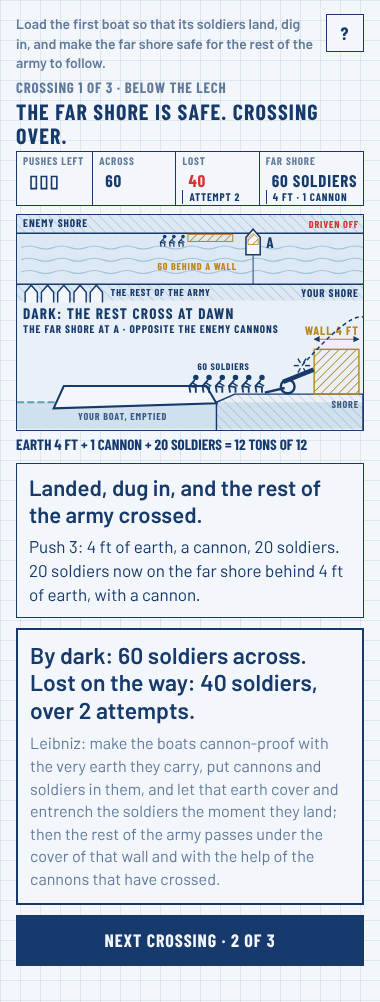 Load the first boat so that its soldiers land, dig
in, and make the far shore safe for the rest of the
army to follow.
?
CROSSING 1 OF 3 · BELOW THE LECH
THE FAR SHORE IS SAFE. CROSSING
OVER.
PUSHES LEFT
ACROSS
60
LOST
40
ATTEMPT 2
FAR SHORE
60 SOLDIERS
4 FT · 1 CANNON
ENEMY SHORE
DRIVEN OFF
A
60 BEHIND A WALL
THE REST OF THE ARMY
YOUR SHORE
DARK: THE REST CROSS AT DAWN
THE FAR SHORE AT A · OPPOSITE THE ENEMY CANNONS
WALL 4 FT
60 SOLDIERS
SHORE
YOUR BOAT, EMPTIED
EARTH 4 FT + 1 CANNON + 20 SOLDIERS = 12 TONS OF 12
Landed, dug in, and the rest of
the army crossed.
Push 3: 4 ft of earth, a cannon, 20 soldiers.
20 soldiers now on the far shore behind 4 ft
of earth, with a cannon.
By dark: 60 soldiers across.
Lost on the way: 40 soldiers,
over 2 attempts.
Leibniz: make the boats cannon-proof with
the very earth they carry, put cannons and
soldiers in them, and let that earth cover and
entrench the soldiers the moment they land;
then the rest of the army passes under the
cover of that wall and with the help of the
cannons that have crossed.
NEXT CROSSING · 2 OF 3